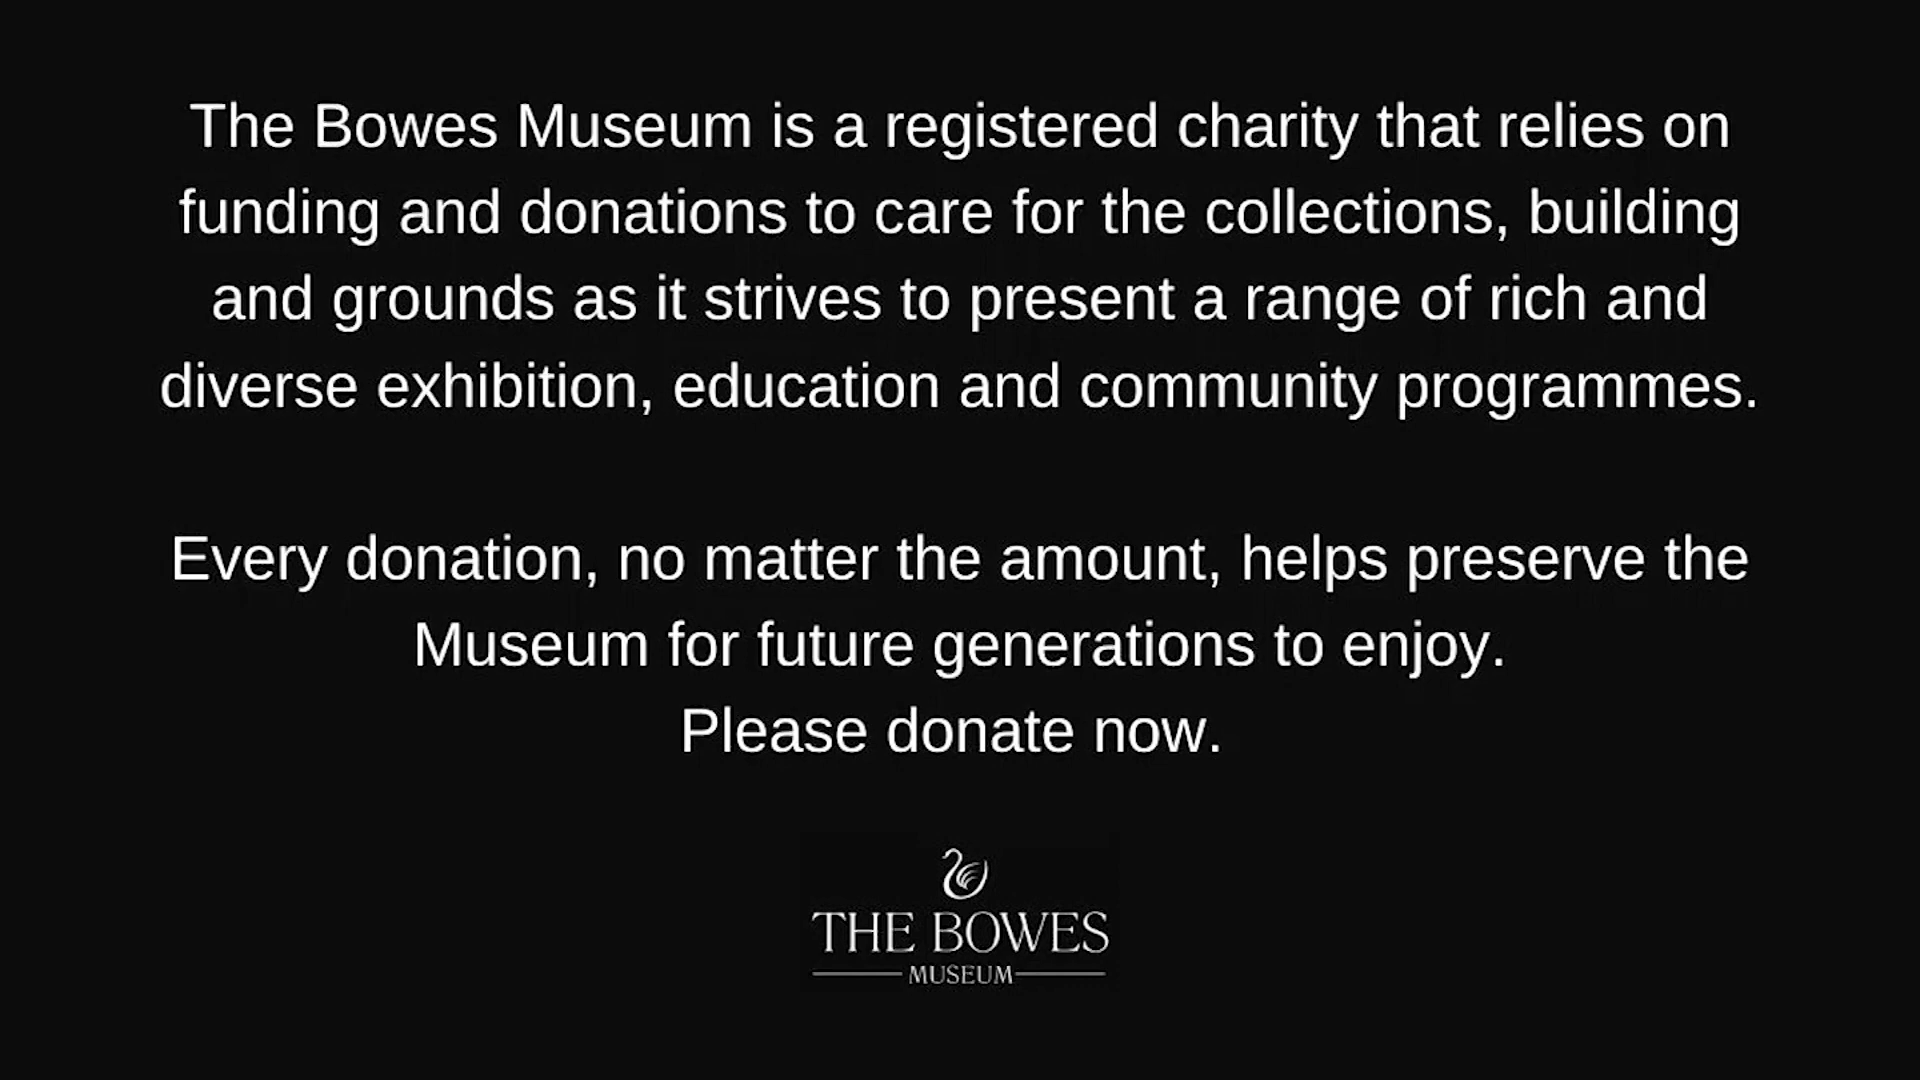 The Bowes Museum is a registered charity that relies on
funding and donations to care for the collections, building
and grounds as it strives to present a range of rich and
diverse exhibition, education and community programmes.
Every donation, no matter the amount, helps preserve the
Museum for future generations to enjoy.
Please donate now.
THE BOWES
MUSEUM